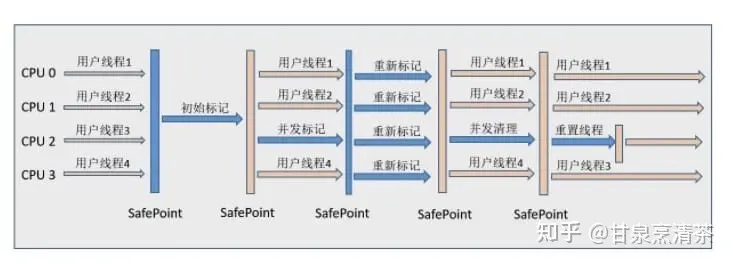 CPU 0 用户线程1 用户线程1 重新标记 用户线程1 用户线程1
CPU 1 用户线程2 初始标记 用户线程2 重新标记 用户线程2 用户线程2
CPU 2 用户线程3 并发标记 重新标记 并发清理 重置线程
CPU 3 用户线程4 用户线程4 重新标记 用户线程4 用户线程3
SafePoint SafePoint SafePoint SafePoint SafePoint
知乎 @甘泉烹清茶